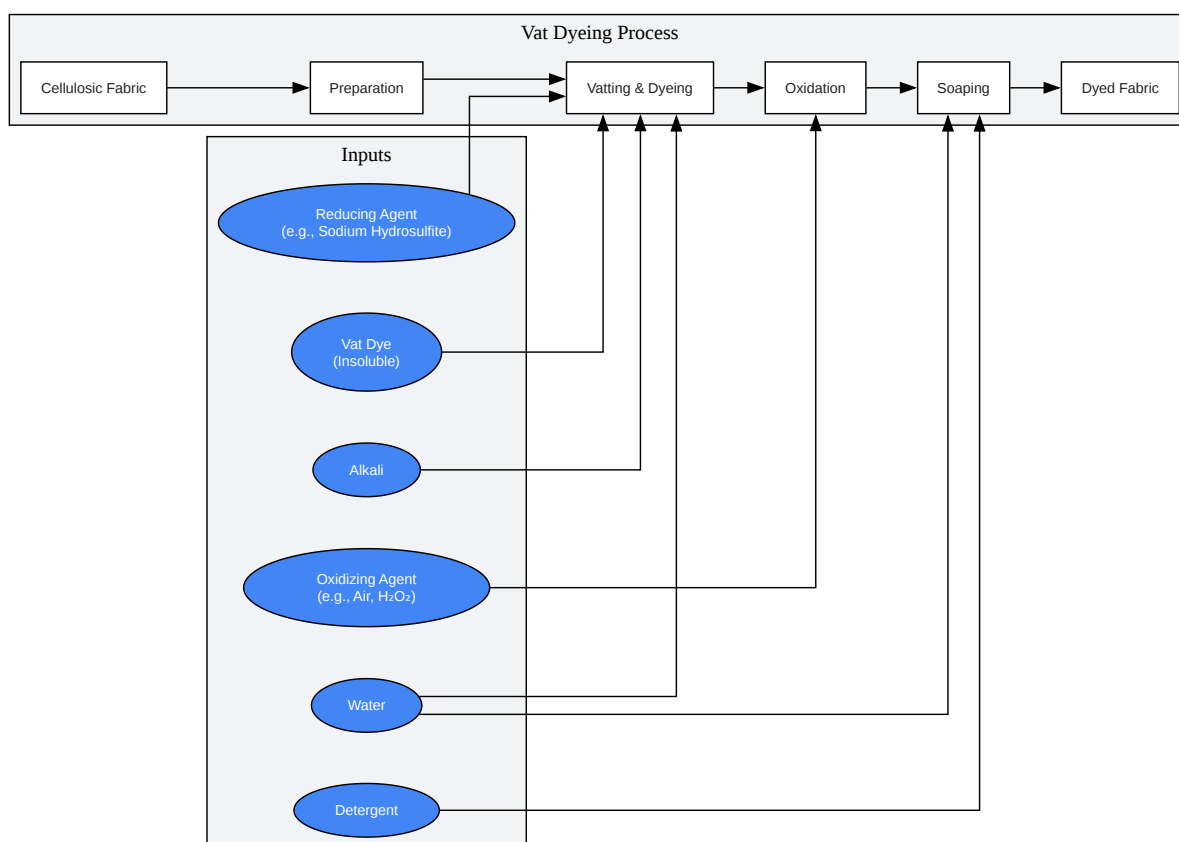 Vat Dyeing Process
Cellulosic Fabric
Preparation
Vatting & Dyeing
Oxidation
Soaping
Dyed Fabric
Inputs
Reducing Agent
(e.g., Sodium Hydrosulfite)
Vat Dye
(Insoluble)
Alkali
Oxidizing Agent
(e.g., Air, H₂O₂)
Water
Detergent